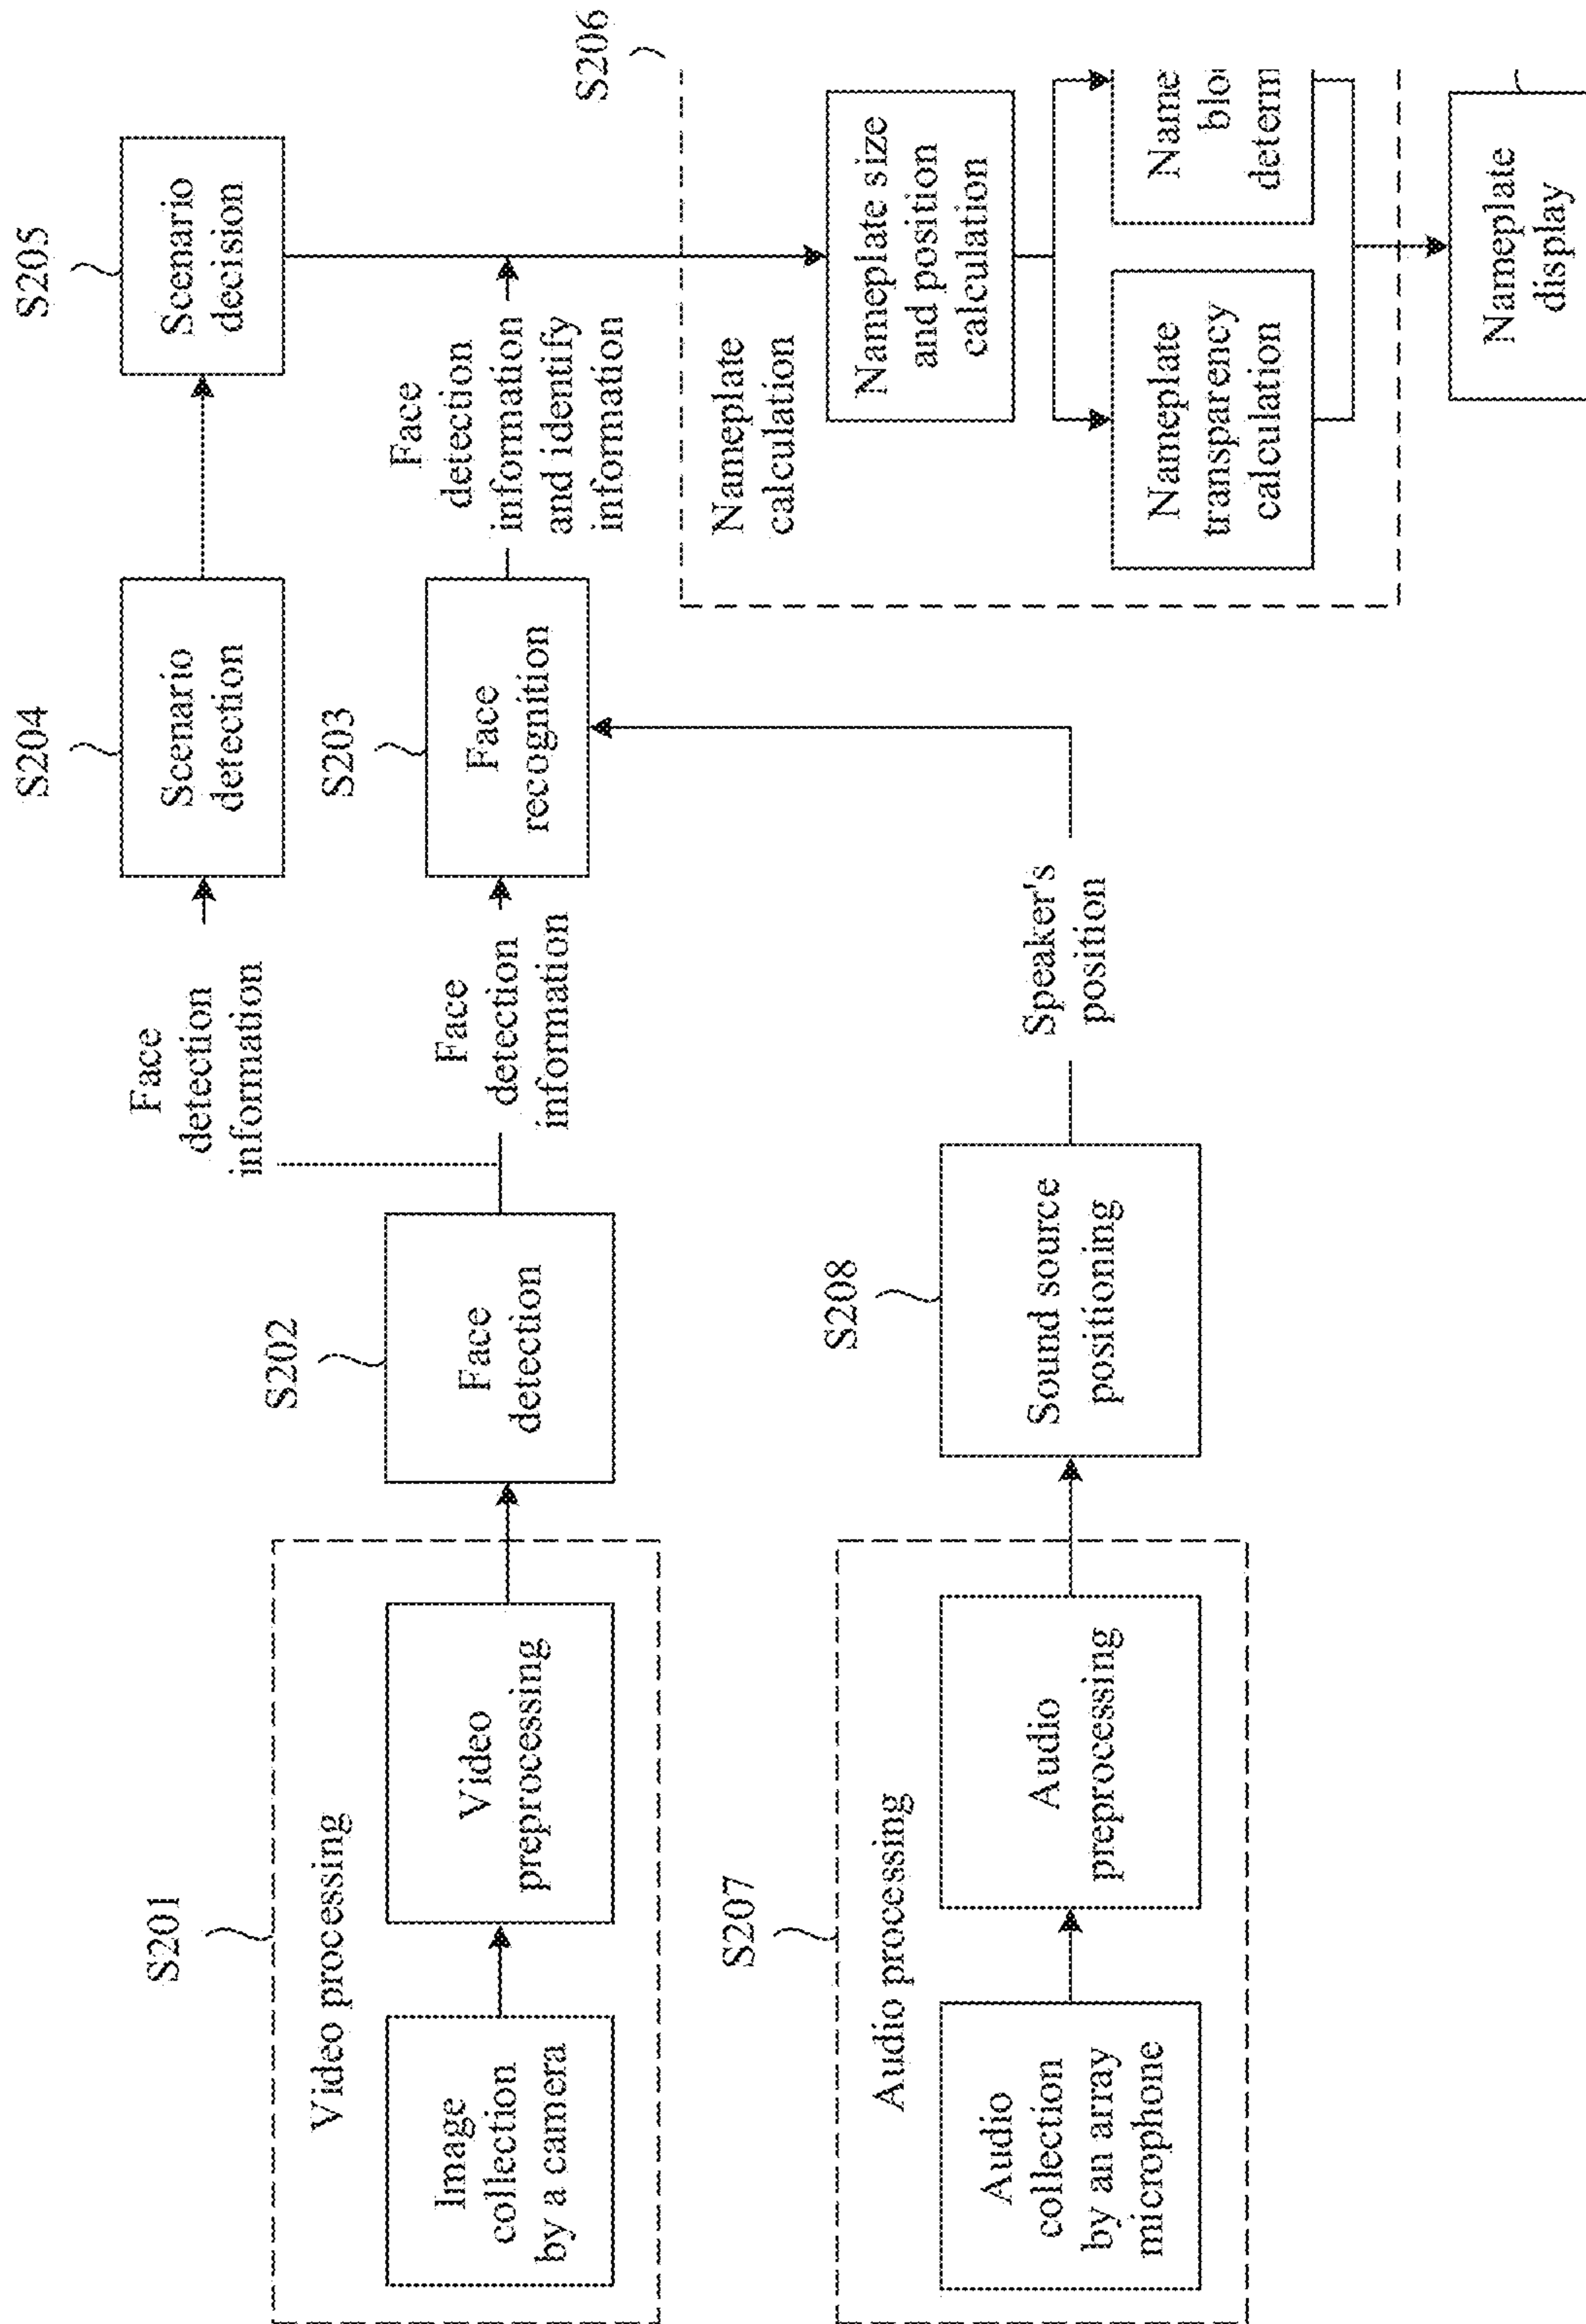 S201
Video processing
Image
collection
by a camera
Video
preprocessing
S202
Face
detection
Face
detection
information
S204
Scenario
detection
S205
Scenario
decision
Face
detection
information
S203
Face
recognition
Face
detection
information
and identify
information
S207
Audio processing
Audio
collection
by an array
microphone
Audio
preprocessing
S208
Sound source
positioning
Speaker's
position
S206
Nameplate
calculation
Nameplate size
and position
calculation
Nameplate
transparency
calculation
Name
determ
Nameplate
display